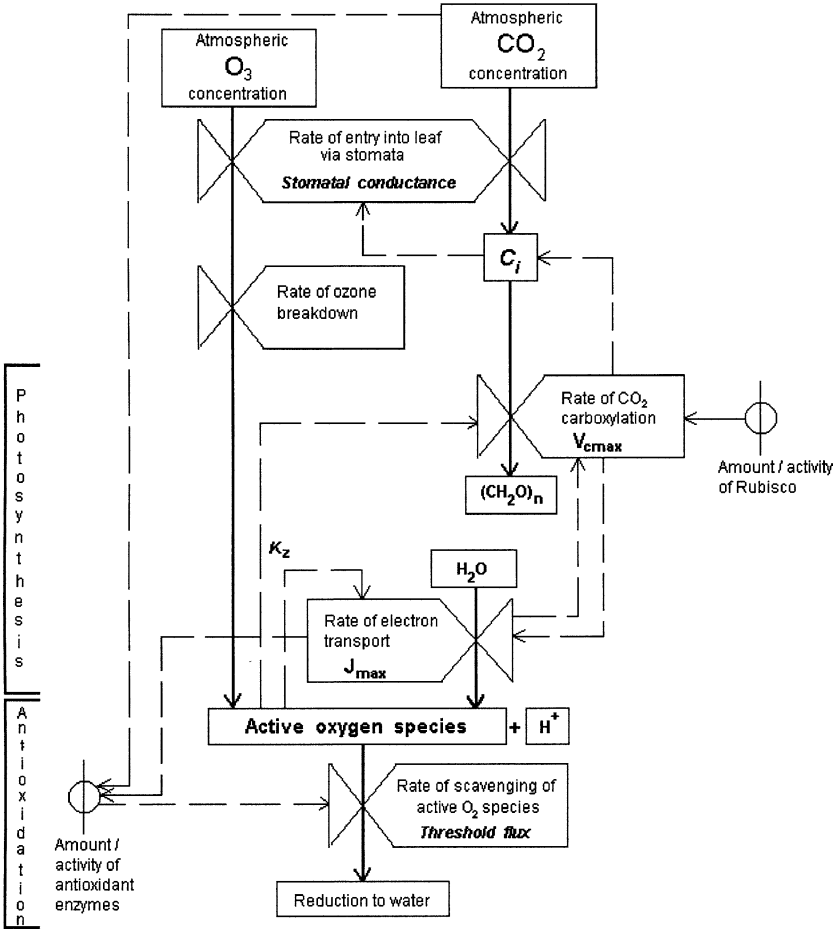 Atmospheric
O3
concentration
Atmospheric
CO2
concentration
Rate of entry into leaf
via stomata
Stomatal conductance
Ci
Rate of ozone
breakdown
Photosynthesis
Rate of CO2
carboxylation
Vcmax
Amount / activity
of Rubisco
(CH2O)n
Kz
H2O
Rate of electron
transport
Jmax
Antioxidation
Active oxygen species
+ H+
Rate of scavenging of
active O2 species
Threshold flux
Amount /
activity of
antioxidant
enzymes
Reduction to water